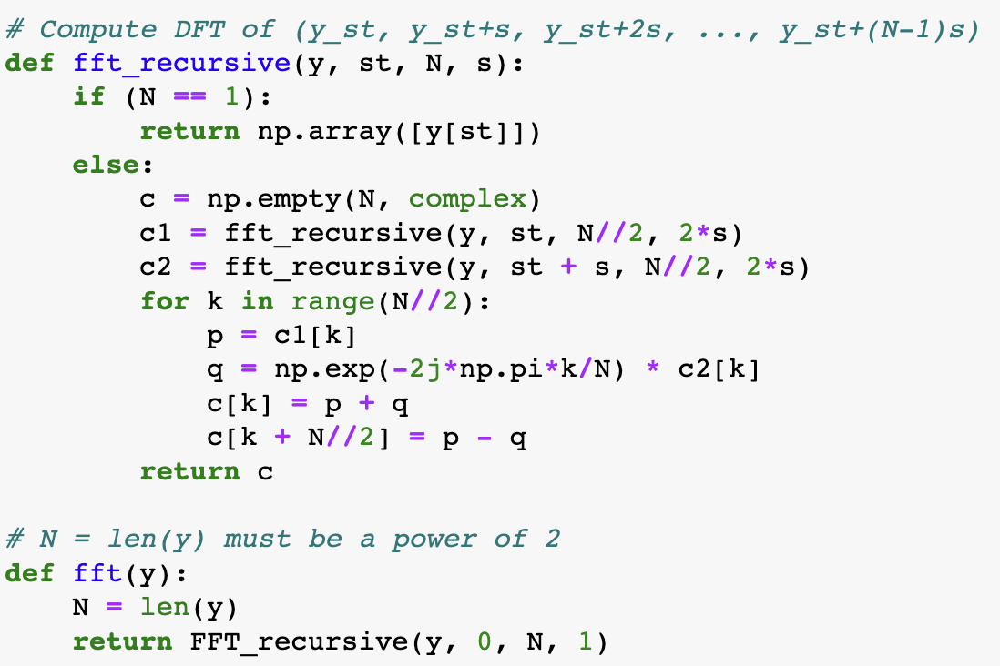 # Compute DFT of (y_st, y_st+s, y_st+2s, ..., y_st+(N-1)s)
def fft_recursive(y, st, N, s):
    if (N == 1):
        return np.array([y[st]])
    else:
        c = np.empty(N, complex)
        c1 = fft_recursive(y, st, N//2, 2*s)
        c2 = fft_recursive(y, st + s, N//2, 2*s)
        for k in range(N//2):
            p = c1[k]
            q = np.exp(-2j*np.pi*k/N) * c2[k]
            c[k] = p + q
            c[k + N//2] = p - q
        return c

# N = len(y) must be a power of 2
def fft(y):
    N = len(y)
    return FFT_recursive(y, 0, N, 1)